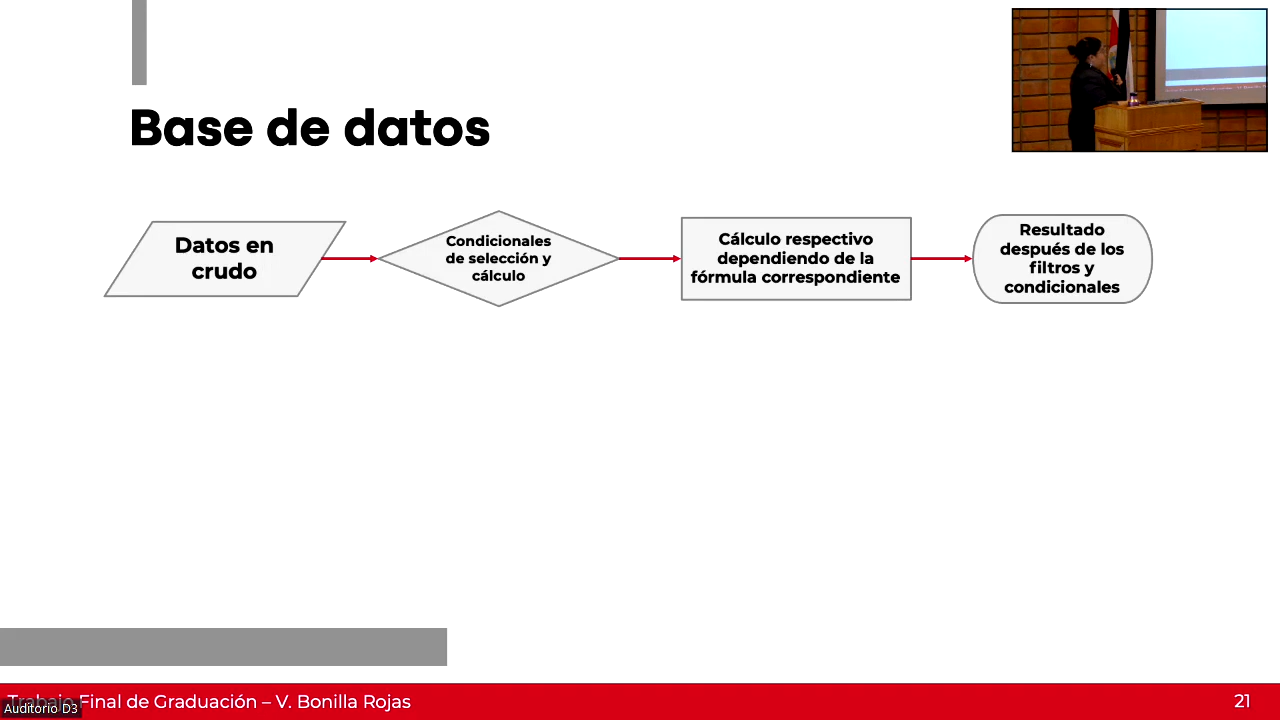 Base de datos
Datos en
crudo
Condicionales
de selección y
cálculo
Cálculo respectivo
dependiendo de la
fórmula correspondiente
Resultado
después de los
filtros y
condicionales
Trabajo Final de Graduación – V. Bonilla Rojas
Auditorio D3
21